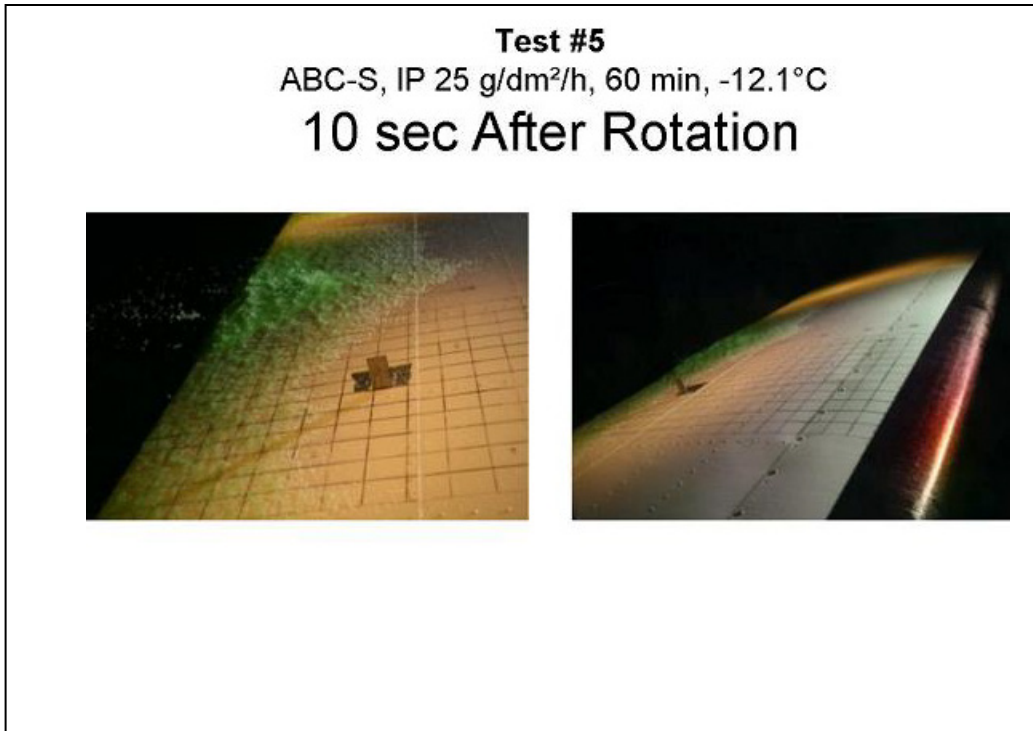 Test #5
ABC-S, IP 25 g/dm²/h, 60 min, -12.1°C
10 sec After Rotation